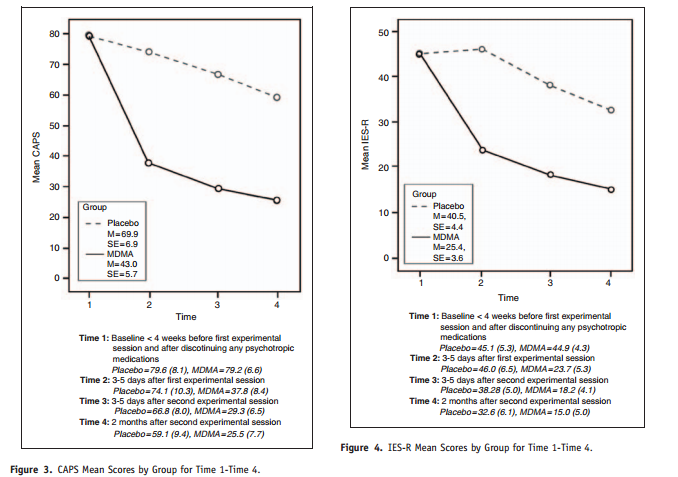 80
70
60
50
40
30
20
10
0
Mean CAPS
Group
Placebo
M=69.9
SE=6.9
MDMA
M=43.0
SE=5.7
1 2 3 4
Time
Time 1: Baseline < 4 weeks before first experimental
session and after discotinuing any psychotropic
medications
Placebo=79.6 (8.1), MDMA=79.2 (6.6)
Time 2: 3-5 days after first experimental session
Placebo=74.1 (10.3), MDMA=37.8 (8.4)
Time 3: 3-5 days after second experimental session
Placebo=66.8 (8.0), MDMA=29.3 (6.5)
Time 4: 2 months after second experimental session
Placebo=59.1 (9.4), MDMA=25.5 (7.7)
Figure 3. CAPS Mean Scores by Group for Time 1-Time 4.
50
40
30
20
10
0
Mean IES-R
Group
Placebo
M=40.5,
SE=4.4
MDMA
M=25.4,
SE=3.6
1 2 3 4
Time
Time 1: Baseline < 4 weeks before first experimental
session and after discontinuing any psychotropic
medications
Placebo=45.1 (5.3), MDMA=44.9 (4.3)
Time 2: 3-5 days after first experimental session
Placebo=46.0 (6.5), MDMA=23.7 (5.3)
Time 3: 3-5 days after second experimental session
Placebo=38.28 (5.0), MDMA=18.2 (4.1)
Time 4: 2 months after second experimental session
Placebo=32.6 (6.1), MDMA=15.0 (5.0)
Figure 4. IES-R Mean Scores by Group for Time 1-Time 4.